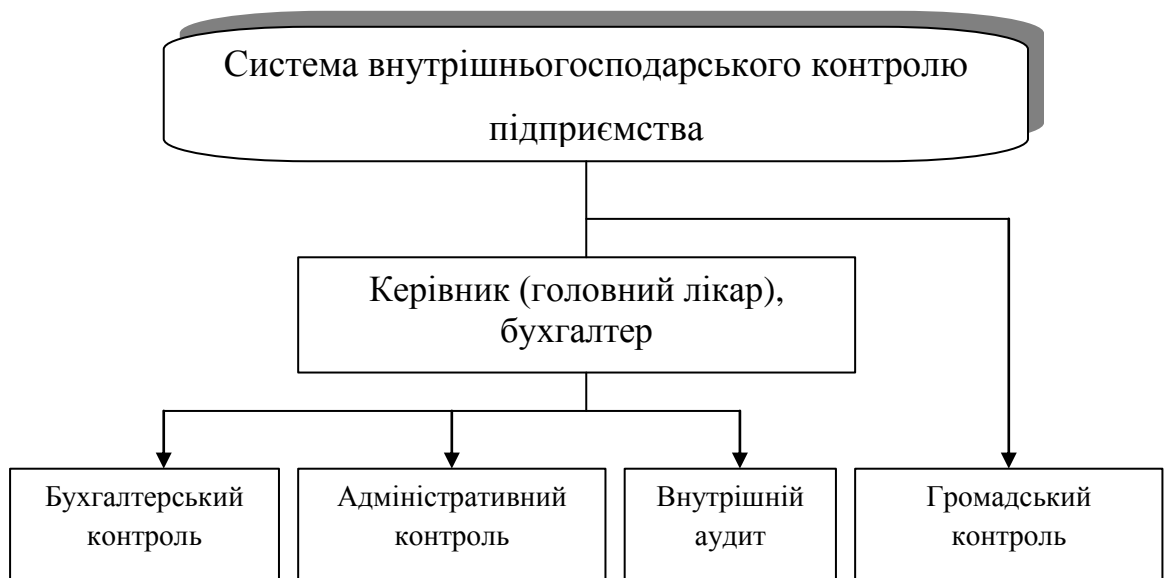 Система внутрішньогосподарського контролю
підприємства
Керівник (головний лікар),
бухгалтер
Бухгалтерський
контроль
Адміністративний
контроль
Внутрішній
аудит
Громадський
контроль